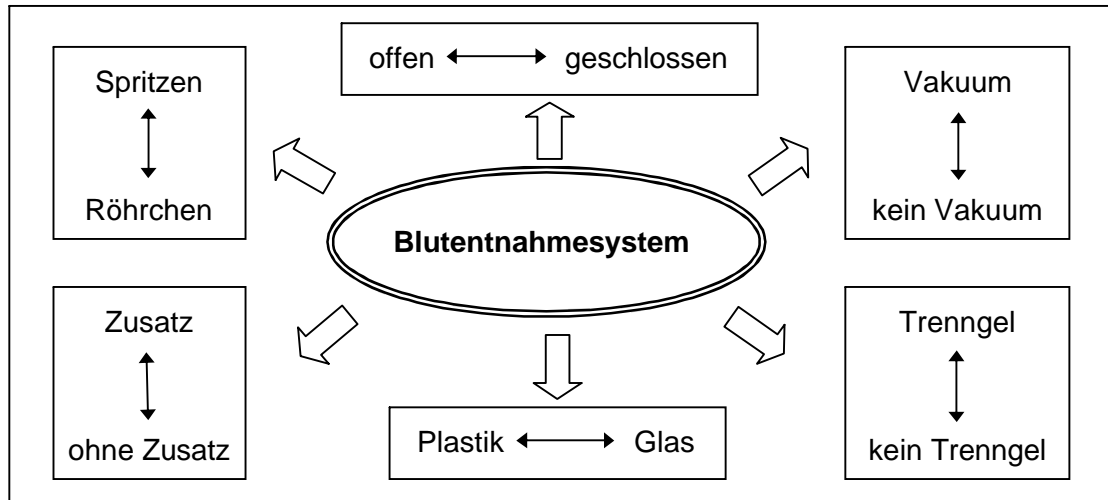 offen geschlossen
Spritzen
Röhrchen
Vakuum
kein Vakuum
Blutentnahmesystem
Zusatz
ohne Zusatz
Trenngel
kein Trenngel
Plastik Glas